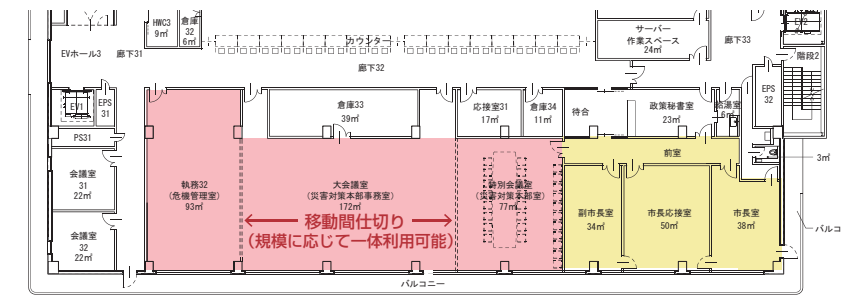 HWC3
9㎡
倉庫
32
6㎡
カウンター
サーバー
作業スペース
24㎡
廊下33
EV2
EVホール3
廊下31
廊下32
階段2
EV1
EPS
31
倉庫33
39㎡
応接室31
17㎡
倉庫34
11㎡
待合
政策秘書室
23㎡
給湯室
6㎡
EPS
32
PS31
前室
3㎡
会議室
31
22㎡
執務32
(危機管理室)
93㎡
大会議室
(災害対策本部事務室)
172㎡
特別会議室
(災害対策本部室)
77㎡
移動間仕切り
(規模に応じて一体利用可能)
副市長室
34㎡
市長応接室
50㎡
市長室
38㎡
会議室
32
22㎡
バルコ
バルコニー